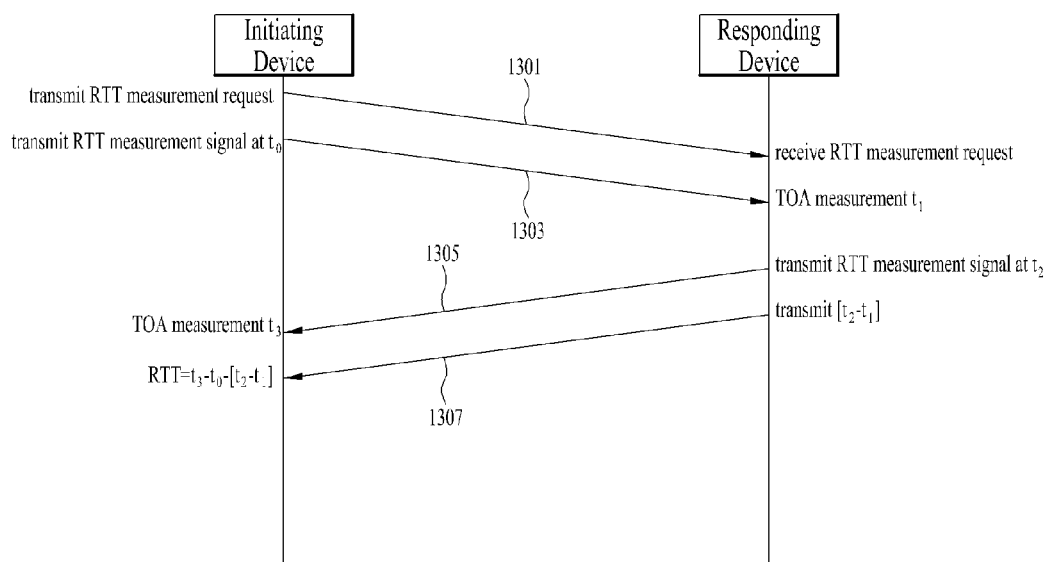 Initiating
Device
Responding
Device
1301
transmit RTT measurement request
transmit RTT measurement signal at t₀
receive RTT measurement request
TOA measurement t₁
1303
1305
transmit RTT measurement signal at t₂
TOA measurement t₃
transmit [t₂-t₁]
RTT=t₃-t₀-[t₂-t₁]
1307